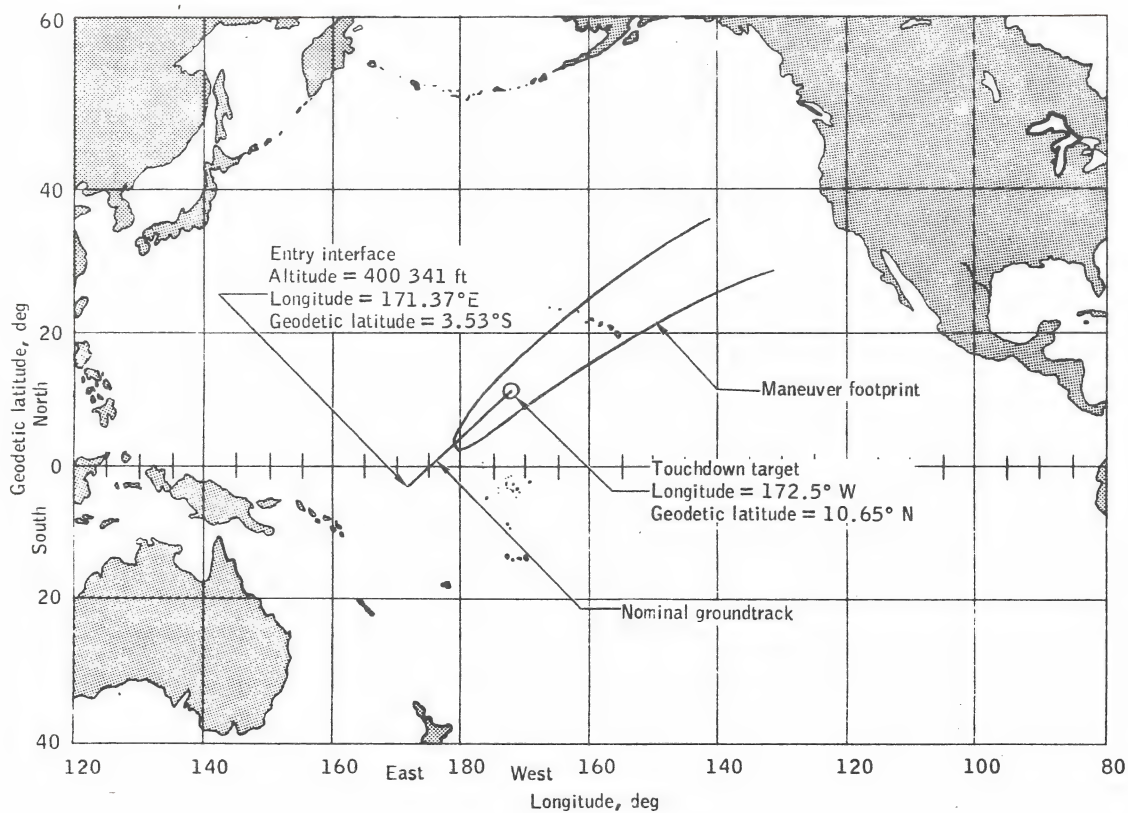 60
40
20
0
20
40
Geodetic latitude, deg
South North
Entry interface
Altitude = 400 341 ft
Longitude = 171.37°E
Geodetic latitude = 3.53°S
Maneuver footprint
Touchdown target
Longitude = 172.5° W
Geodetic latitude = 10.65° N
Nominal groundtrack
120 140 East 180 West 160 140 120 100 80
Longitude, deg